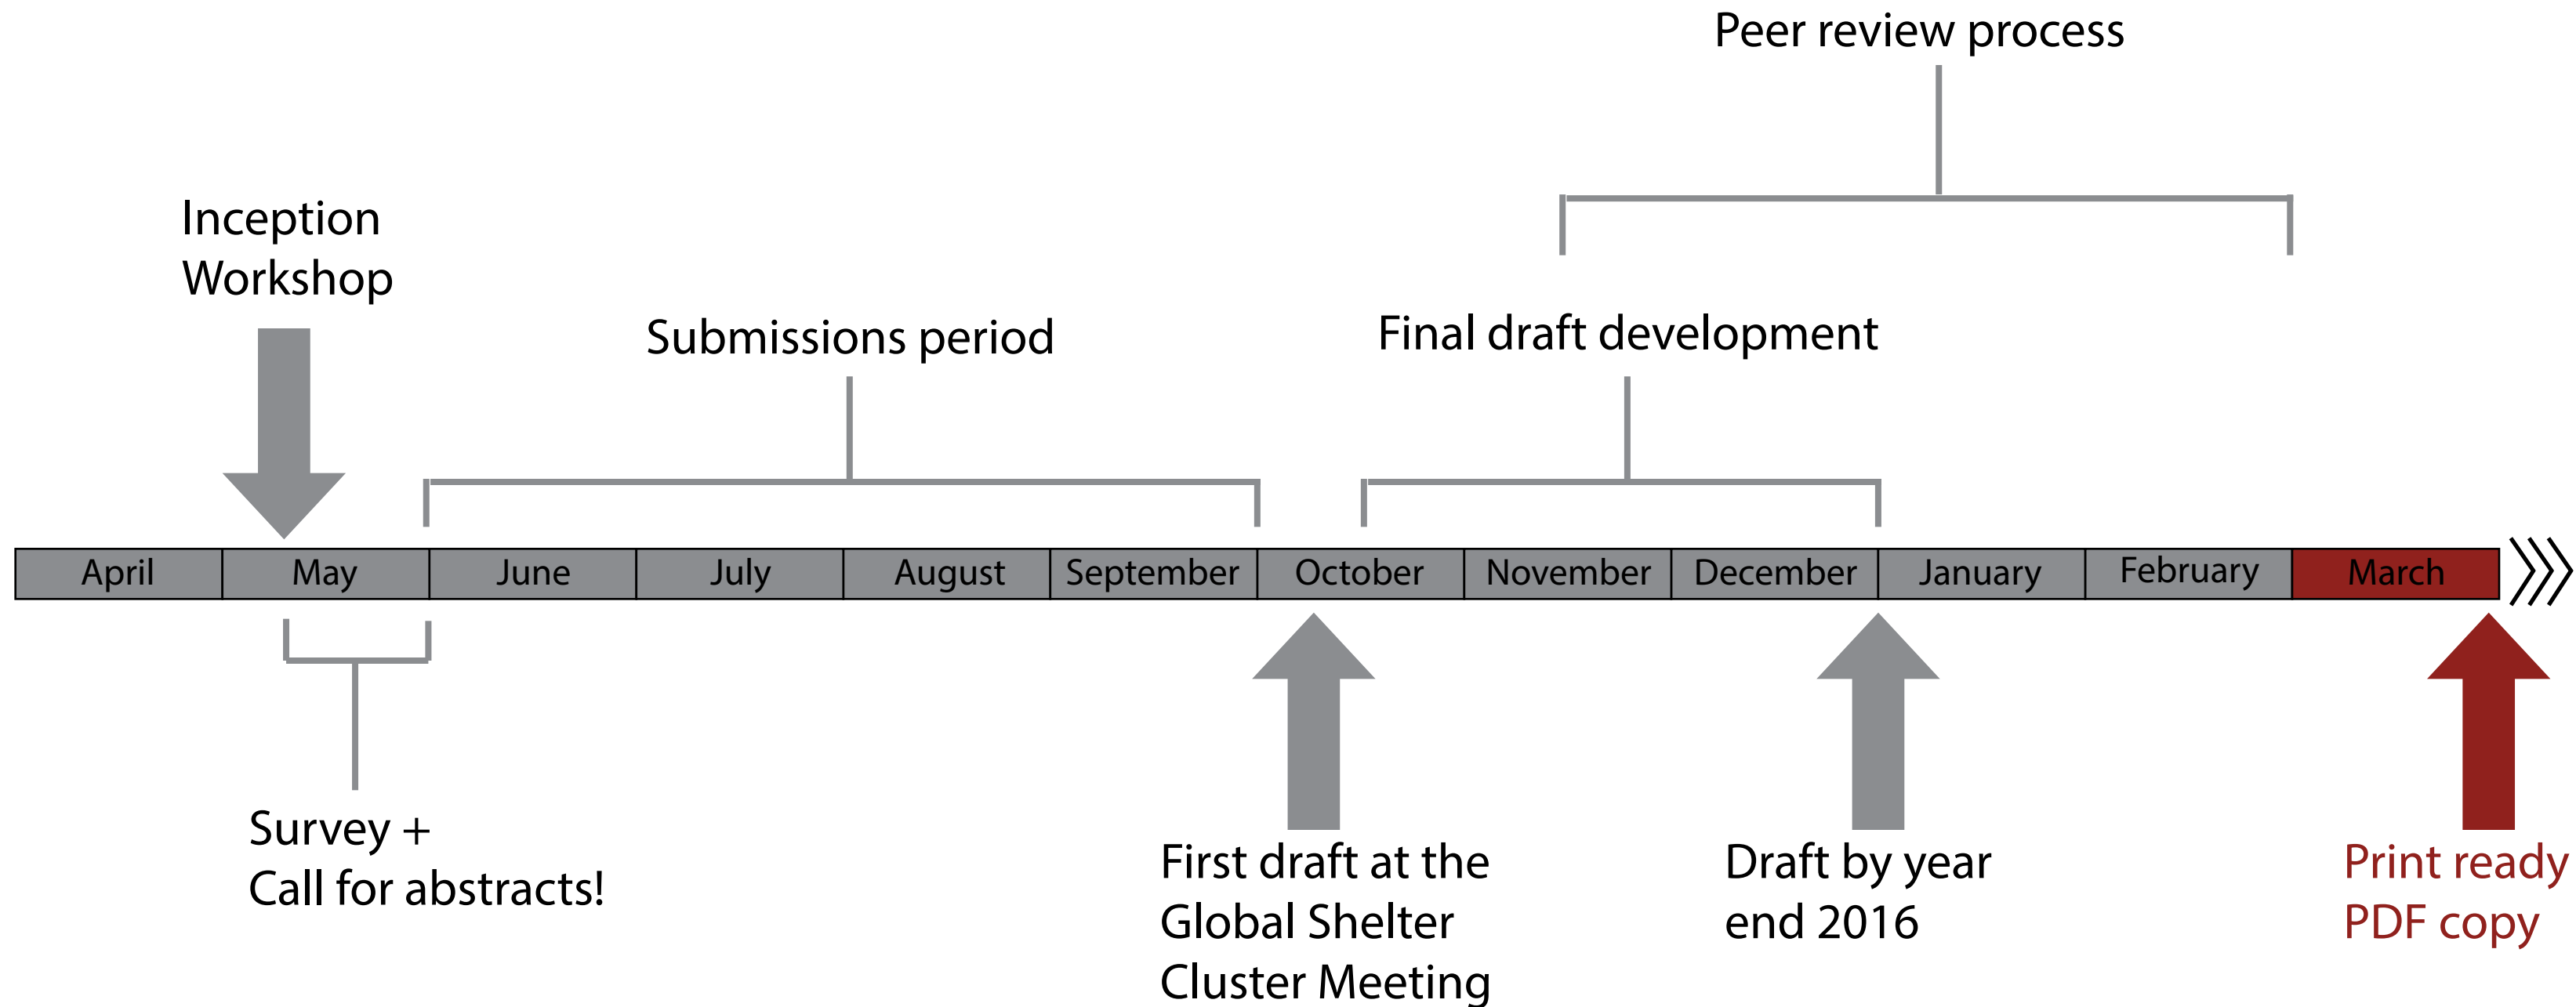 Peer review process
Inception
Workshop
Submissions period
Final draft development
April
May
June
July
August
September
October
November
December
January
February
March
Survey +
Call for abstracts!
First draft at the
Global Shelter
Cluster Meeting
Draft by year
end 2016
Print ready
PDF copy